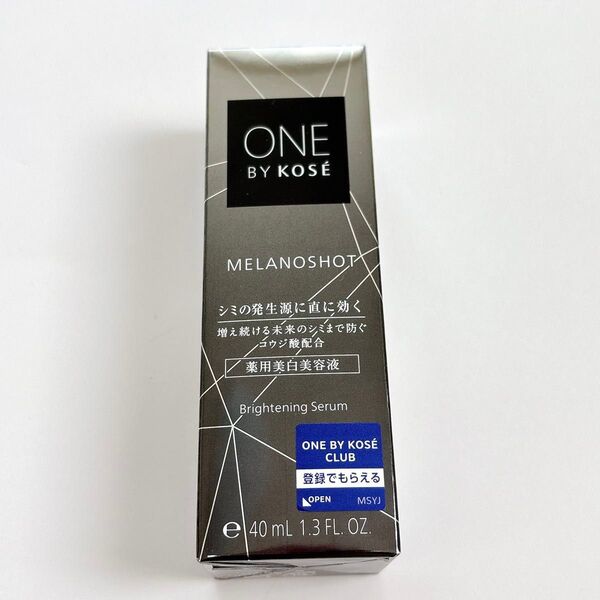 ONE
BY KOSÉ
MELANOSHOT
シミの発生源に直に効く
増え続ける未来のシミまで防ぐ
コウジ酸配合
薬用美白美容液
Brightening Serum
ONE BY KOSÉ
CLUB
登録でもらえる
OPEN MSYJ
℮ 40 mL 1.3 FL. OZ.